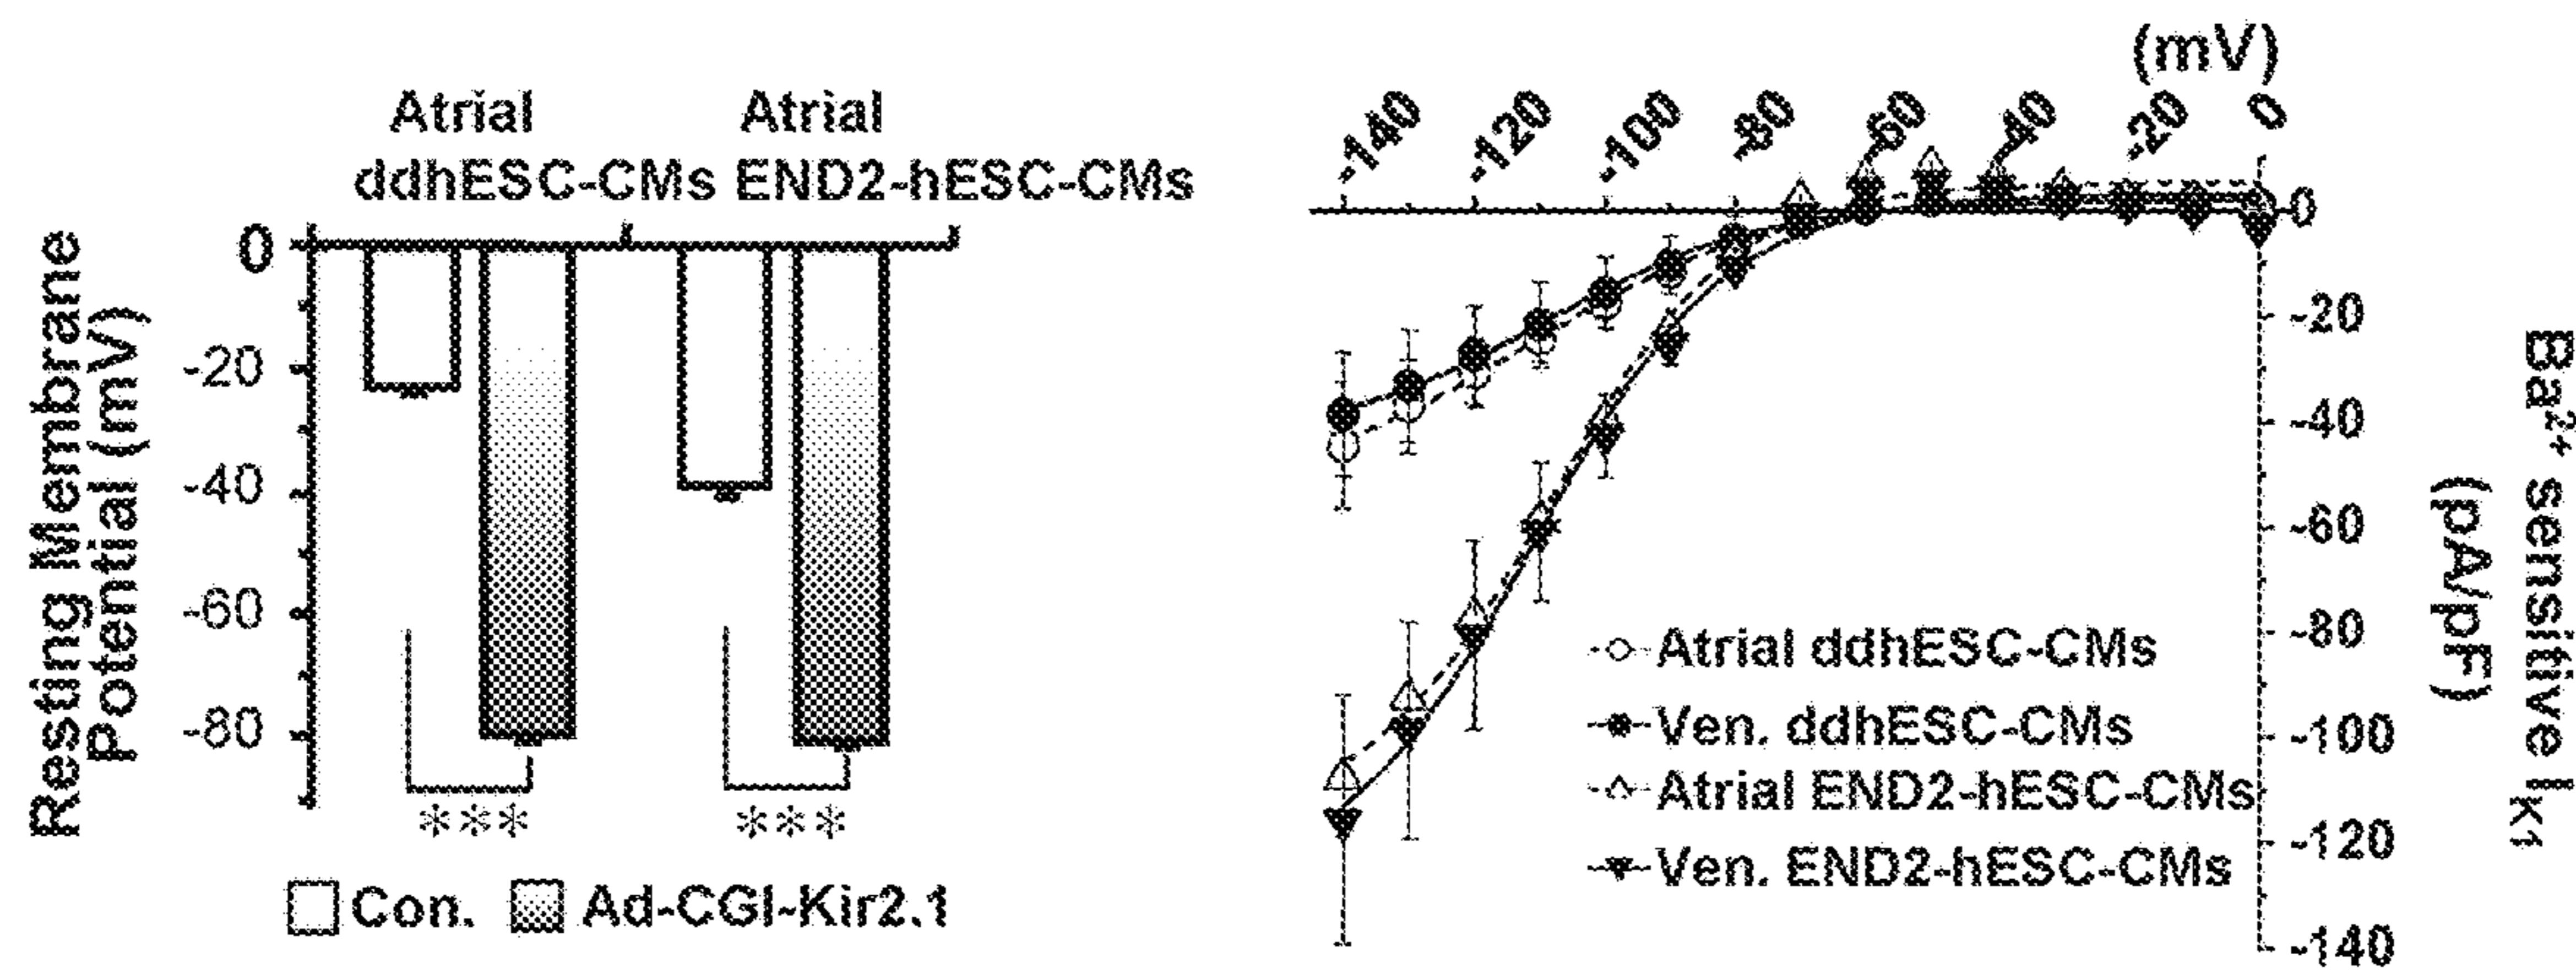 Atrial
ddhESC-CMs
Atrial
END2-hESC-CMs
Resting Membrane
Potential (mV)
0
-20
-40
-60
-80
***
***
Con.
Ad-CGI-Kir2.1
(mV)
-140
-120
-100
-80
-60
-40
-20
0
0
-20
-40
-60
-80
-100
-120
-140
Ba²⁺ sensitive I_K1
(pA/pF)
Atrial ddhESC-CMs
Ven. ddhESC-CMs
Atrial END2-hESC-CMs
Ven. END2-hESC-CMs